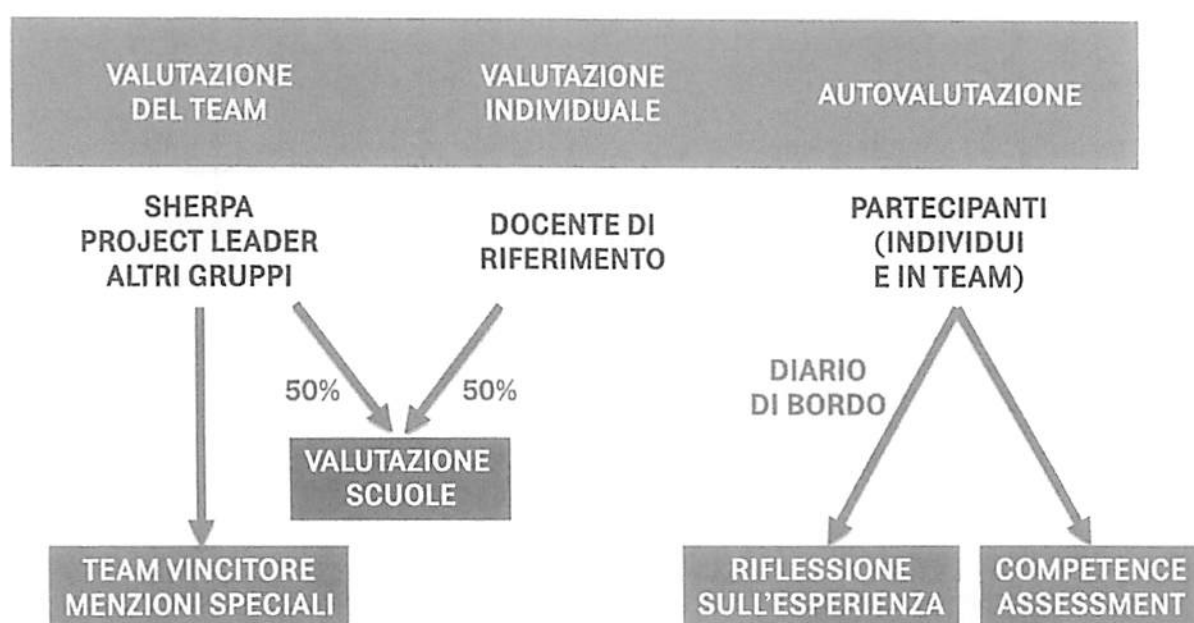 VALUTAZIONE
DEL TEAM
VALUTAZIONE
INDIVIDUALE
AUTOVALUTAZIONE
SHERPA
PROJECT LEADER
ALTRI GRUPPI
DOCENTE DI
RIFERIMENTO
PARTECIPANTI
(INDIVIDUI
E IN TEAM)
50%
50%
DIARIO
DI BORDO
VALUTAZIONE
SCUOLE
TEAM VINCITORE
MENZIONI SPECIALI
RIFLESSIONE
SULL'ESPERIENZA
COMPETENCE
ASSESSMENT